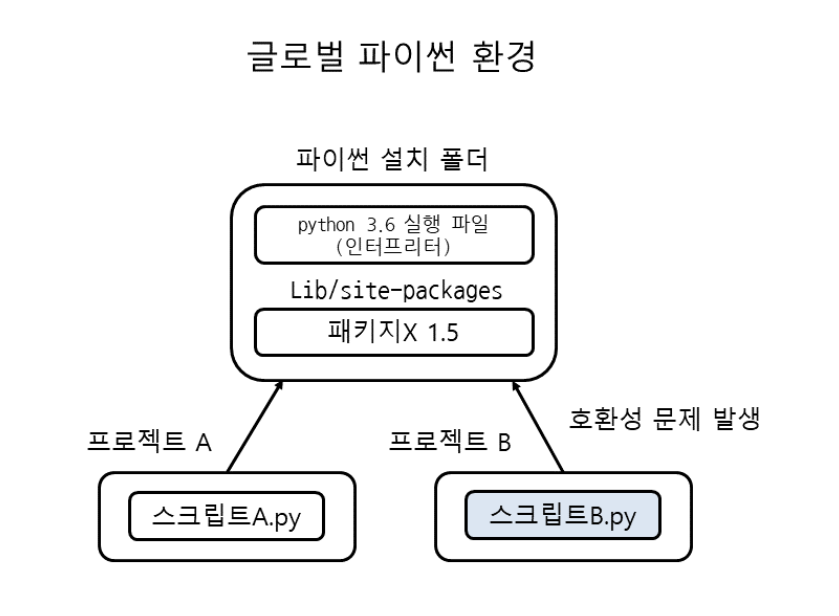 글로벌 파이썬 환경
파이썬 설치 폴더
python 3.6 실행 파일
(인터프리터)
Lib/site-packages
패키지X 1.5
호환성 문제 발생
프로젝트 A
프로젝트 B
스크립트A.py
스크립트B.py